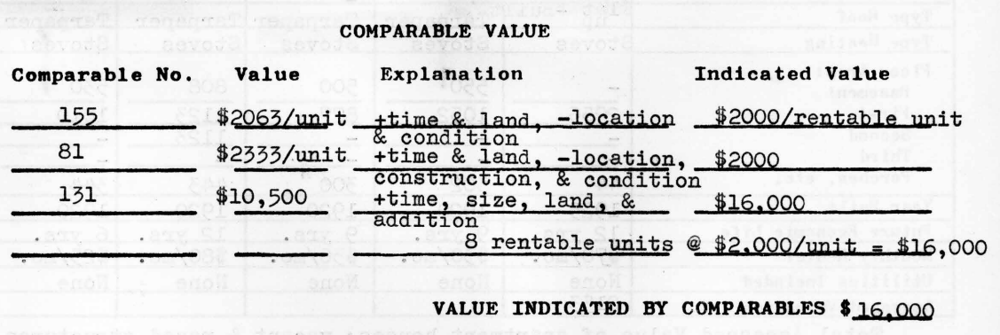 COMPARABLE VALUE
Comparable No. Value Explanation Indicated Value
155 $2063/unit +time & land, -location $2000/rentable unit
& condition
81 $2333/unit +time & land, -location, $2000
construction, & condition
131 $10,500 +time, size, land, & $16,000
addition
8 rentable units @ $2,000/unit = $16,000
VALUE INDICATED BY COMPARABLES $ 16,000